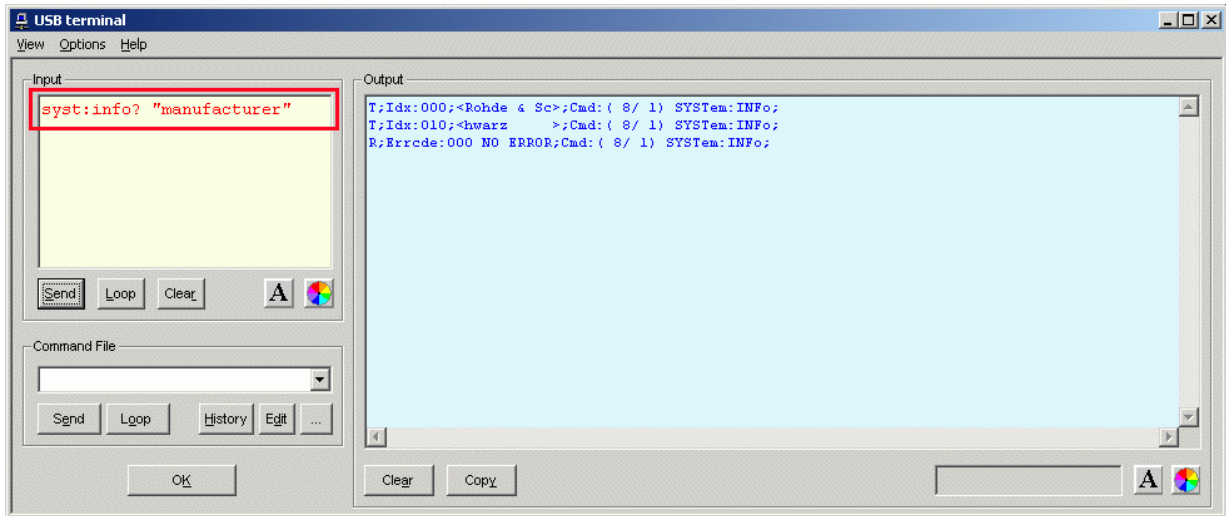 USB terminal
View Options Help
Input
syst:info? "manufacturer"
Send Loop Clear A
Command File
Send Loop History Edit ...
OK
Output
T;Idx:000;<Rohde & Sc>;Cmd:( 8/ 1) SYSTem:INFo;
T;Idx:010;<hwarz      >;Cmd:( 8/ 1) SYSTem:INFo;
R;Errcde:000 NO ERROR;Cmd:( 8/ 1) SYSTem:INFo;
Clear Copy A